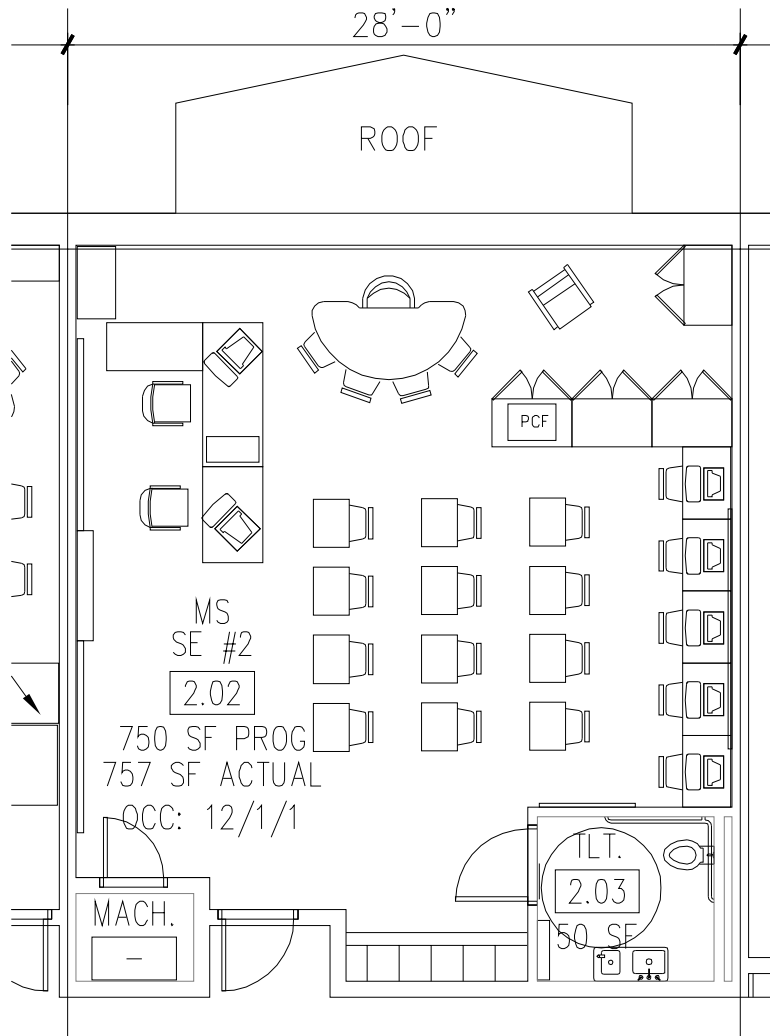 28'-0"
ROOF
PCF
MS
SE #2
2.02
750 SF PROG
757 SF ACTUAL
OCC: 12/1/1
TLT.
2.03
50 SF
MACH.